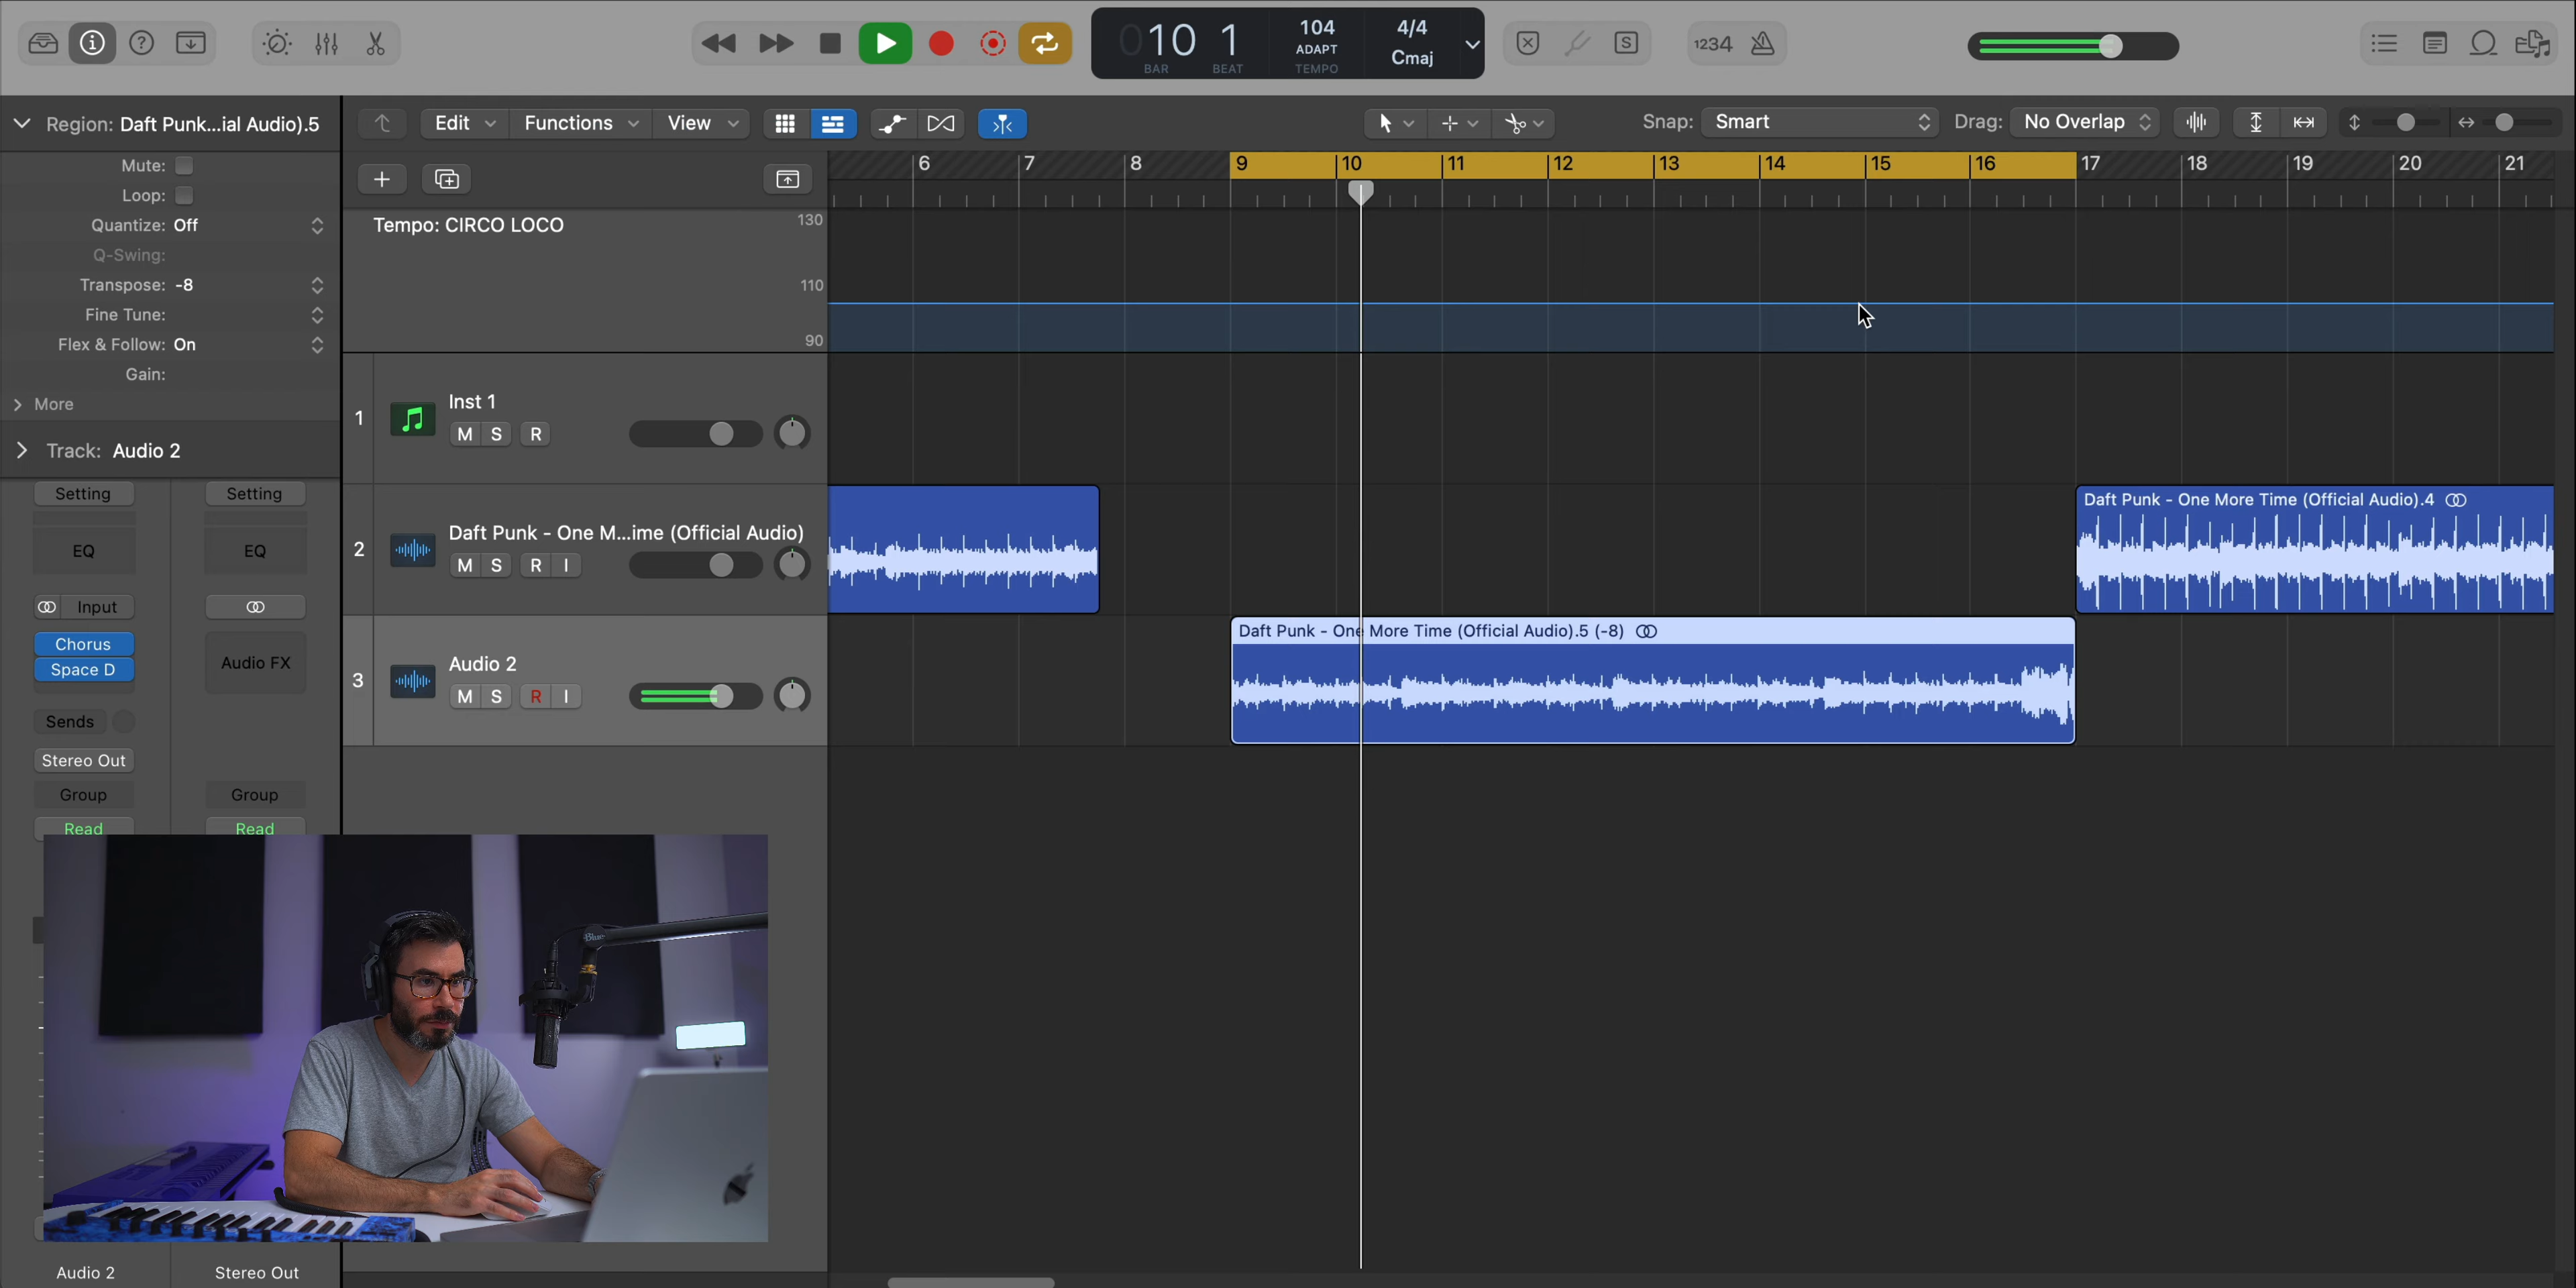 010 1
BAR BEAT
104
ADAPT
TEMPO
4/4
Cmaj
S
1234
Region: Daft Punk...ial Audio).5
Edit
Functions
View
Snap: Smart
Drag: No Overlap
Mute:
Loop:
Quantize: Off
Q-Swing:
Transpose: -8
Fine Tune:
Flex & Follow: On
Gain:
More
Track: Audio 2
6 7 8 9 10 11 12 13 14 15 16 17 18 19 20 21
Tempo: CIRCO LOCO
130
110
90
1
Inst 1
M S R
2
Daft Punk - One M...ime (Official Audio)
M S R I
3
Audio 2
M S R I
Daft Punk - One More Time (Official Audio).4
Daft Punk - One More Time (Official Audio).5 (-8)
Setting
Setting
EQ
EQ
Input
Chorus
Space D
Audio FX
Sends
Stereo Out
Group
Group
Read
Read
Blue
Audio 2
Stereo Out